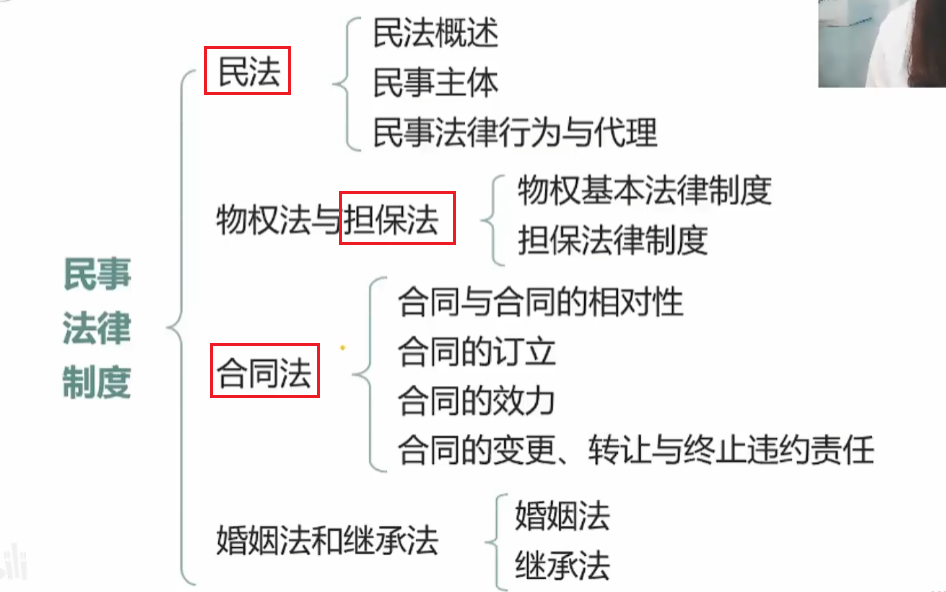 民法
民法概述
民事主体
民事法律行为与代理
物权法与担保法
物权基本法律制度
担保法律制度
民事
法律
制度
合同法
合同与合同的相对性
合同的订立
合同的效力
合同的变更、转让与终止违约责任
婚姻法和继承法
婚姻法
继承法